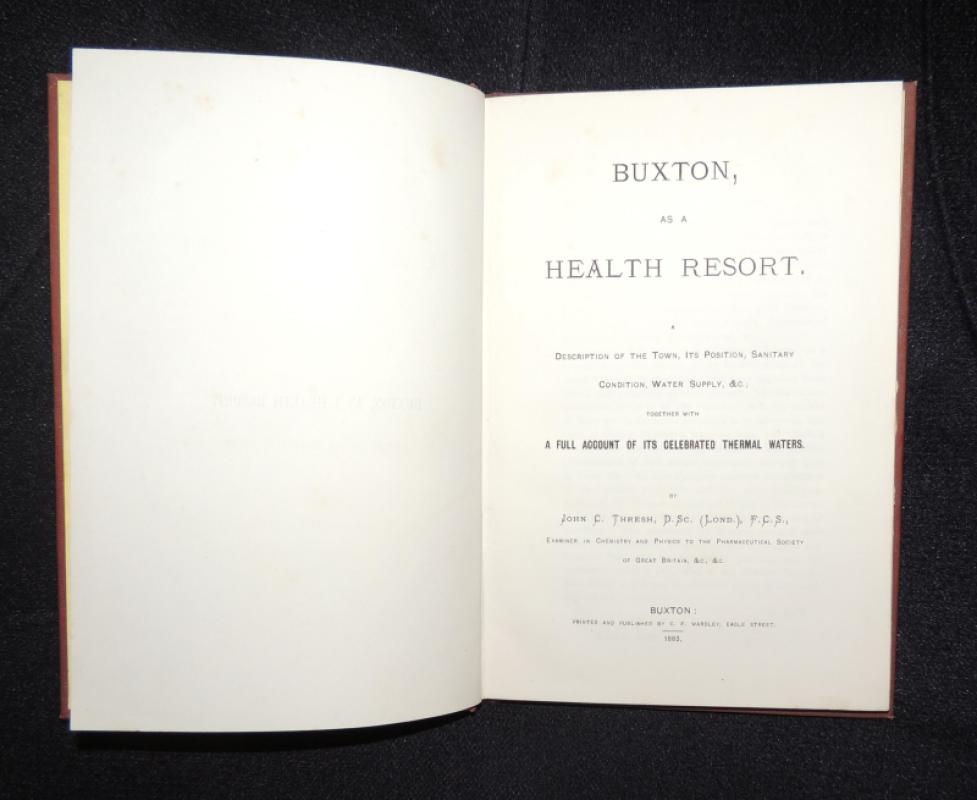 BUXTON,
AS A
HEALTH RESORT.
A
DESCRIPTION OF THE TOWN, ITS POSITION, SANITARY
CONDITION, WATER SUPPLY, &C.;
TOGETHER WITH
A FULL ACCOUNT OF ITS CELEBRATED THERMAL WATERS.
BY
JOHN C. THRESH, D.SC. (LOND.), F.C.S.,
EXAMINER IN CHEMISTRY AND PHYSICS TO THE PHARMACEUTICAL SOCIETY
OF GREAT BRITAIN, &C., &C.
BUXTON:
PRINTED AND PUBLISHED BY C. F. WARDLEY, EAGLE STREET.
1883.